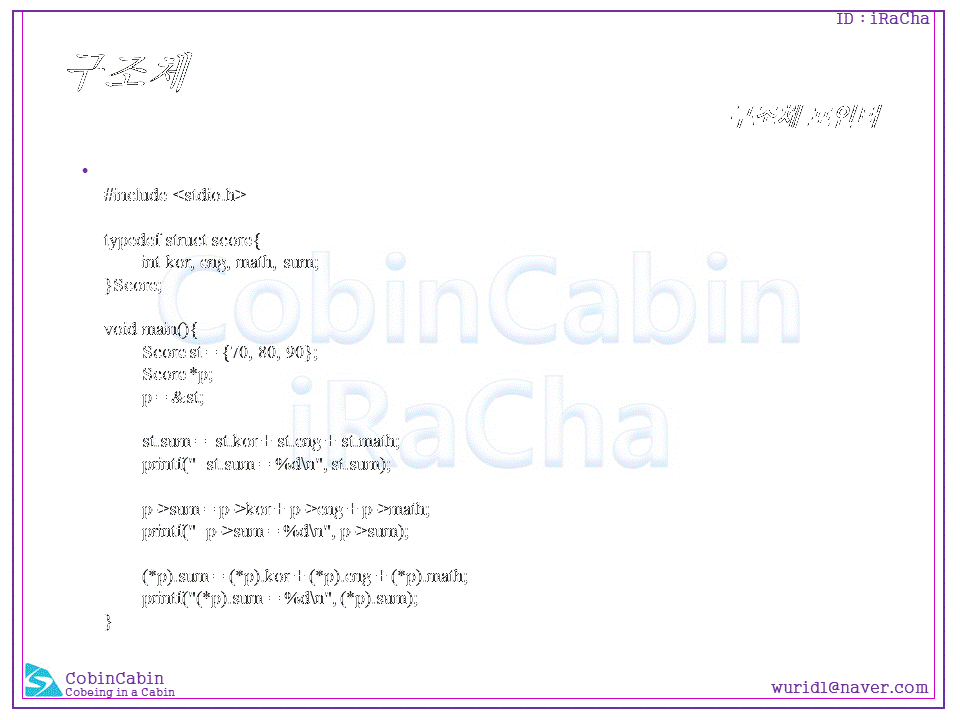 ID : iRaCha
구조체
구조체 포인터
#include <stdio.h>
typedef struct score{
int kor, eng, math, sum;
}Score;
void main(){
Score st = {70, 80, 90};
Score *p;
p = &st;
st.sum = st.kor + st.eng + st.math;
printf("  st.sum = %d\n", st.sum);
p->sum = p->kor + p->eng + p->math;
printf("  p->sum = %d\n", p->sum);
(*p).sum = (*p).kor + (*p).eng + (*p).math;
printf("(*p).sum = %d\n", (*p).sum);
}
CobinCabin
iRaCha
CobinCabin
Cobeing in a Cabin
wurid1@naver.com